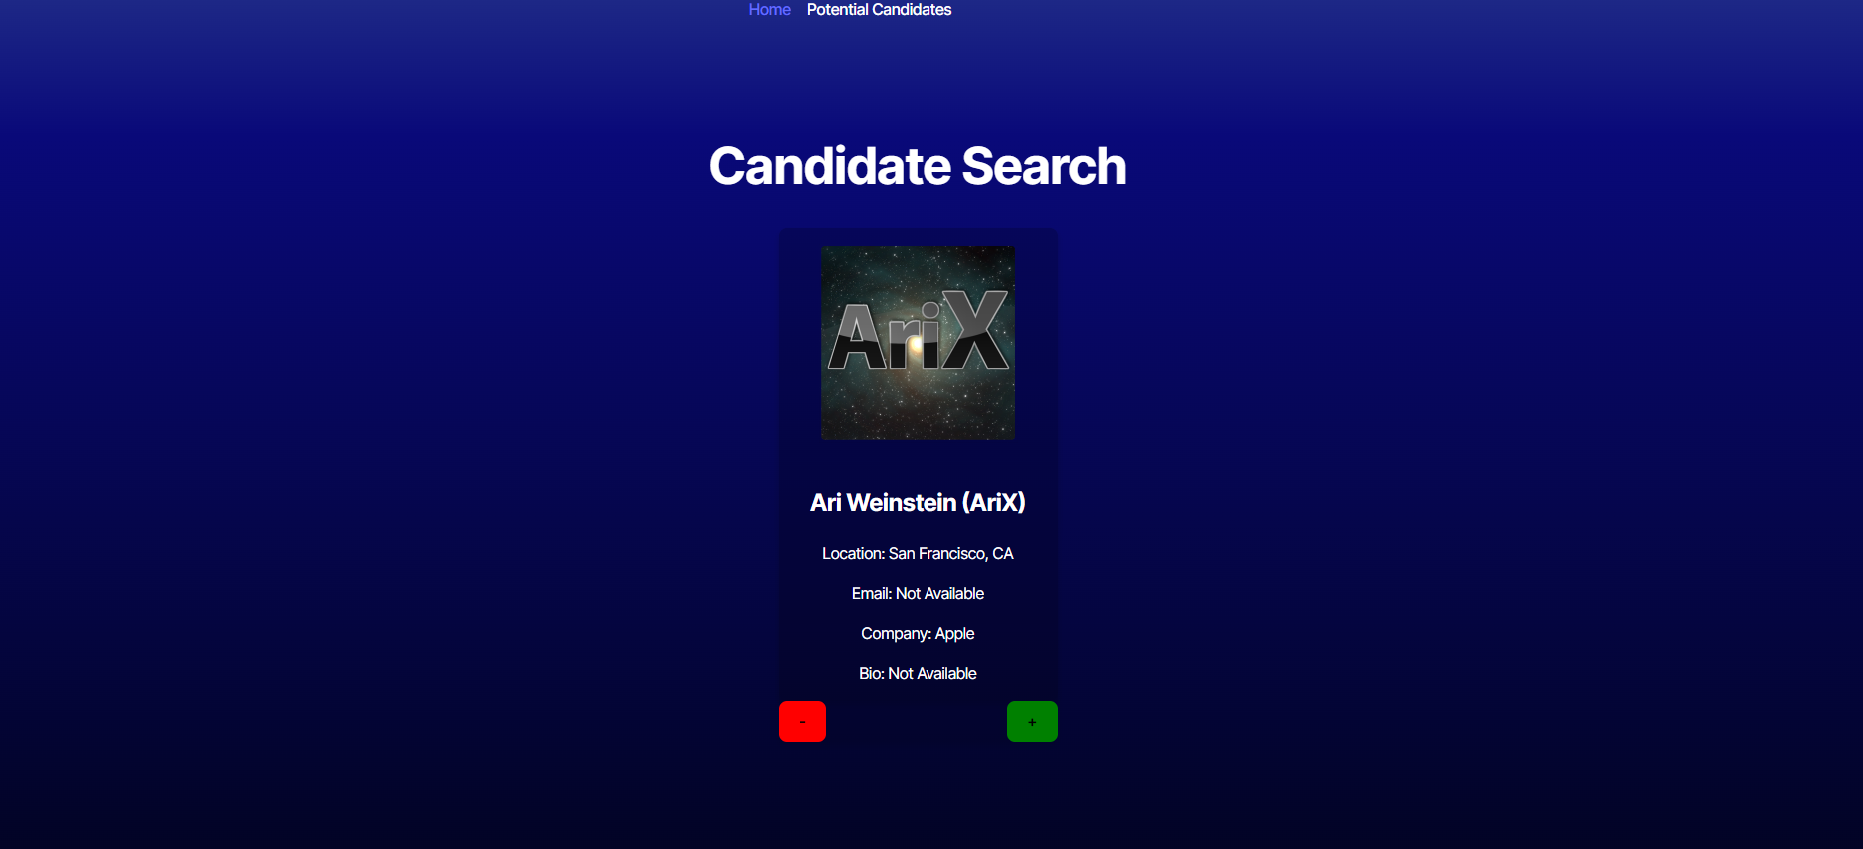 Home Potential Candidates
Candidate Search
AriX
Ari Weinstein (AriX)
Location: San Francisco, CA
Email: Not Available
Company: Apple
Bio: Not Available
- +